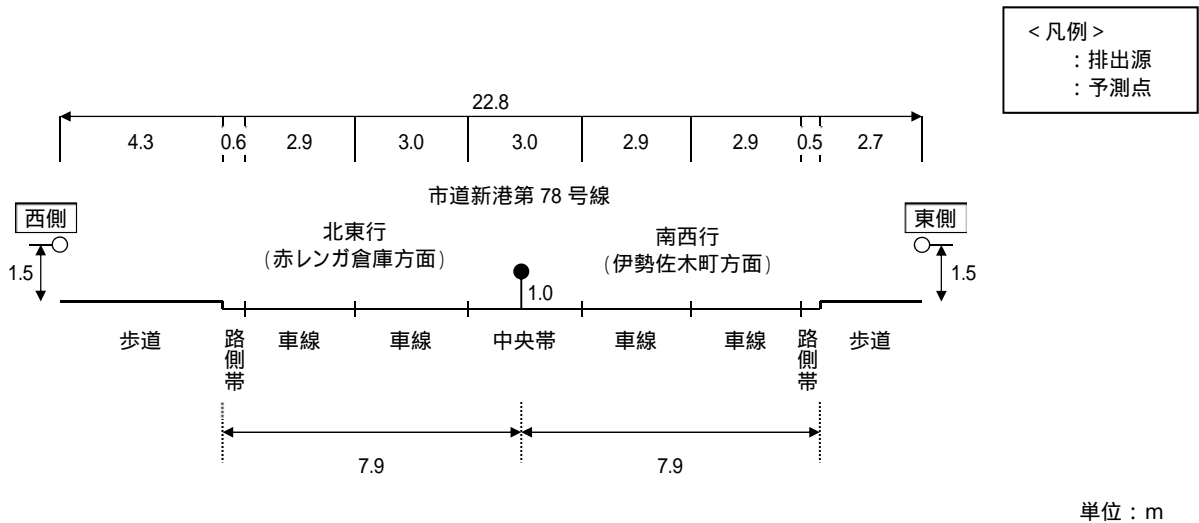 <凡例>
：排出源
：予測点
22.8
4.3 0.6 2.9 3.0 3.0 2.9 2.9 0.5 2.7
市道新港第 78 号線
西側
東側
北東行
(赤レンガ倉庫方面)
南西行
(伊勢佐木町方面)
1.5
1.0
1.5
歩道 路側帯 車線 車線 中央帯 車線 車線 路側帯 歩道
7.9 7.9
単位：m